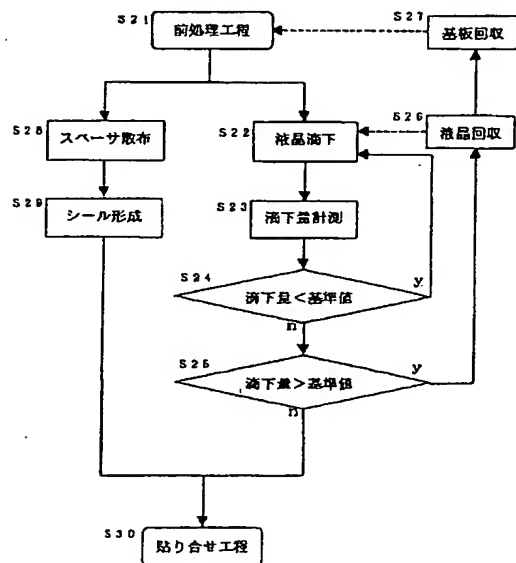 S21
前処理工程
S27
基板回収
S28
スペーサ散布
S22
液晶滴下
S26
液晶回収
S29
シール形成
S23
滴下量計測
S24
滴下量<基準値
y
n
S25
滴下量>基準値
y
n
S30
貼り合せ工程